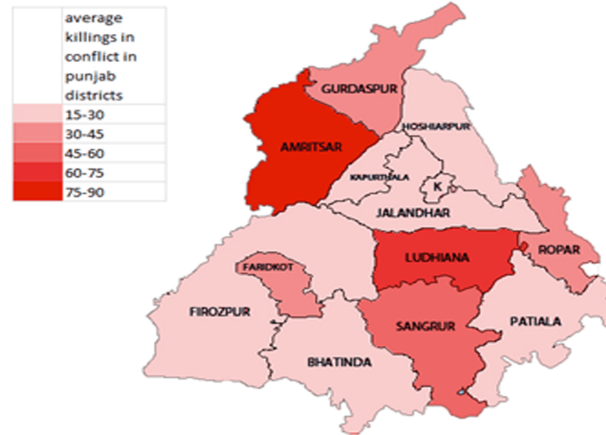 average
killings in
conflict in
punjab
districts
15-30
30-45
45-60
60-75
75-90
GURDASPUR
HOSHIARPUR
AMRITSAR
KAPURTHALA
K
JALANDHAR
LUDHIANA
ROPAR
FARIDKOT
FIROZPUR
SANGRUR
PATIALA
BHATINDA